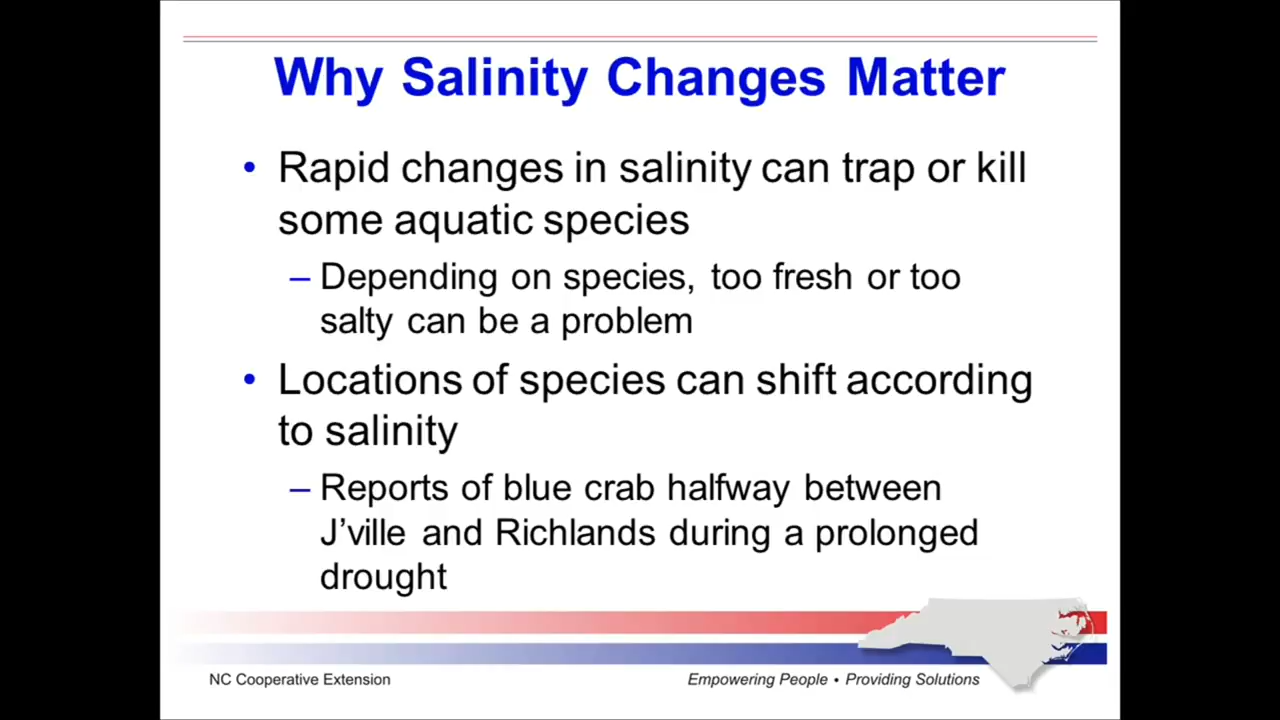 Why Salinity Changes Matter
• Rapid changes in salinity can trap or kill
some aquatic species
– Depending on species, too fresh or too
salty can be a problem
• Locations of species can shift according
to salinity
– Reports of blue crab halfway between
J’ville and Richlands during a prolonged
drought
NC Cooperative Extension
Empowering People • Providing Solutions